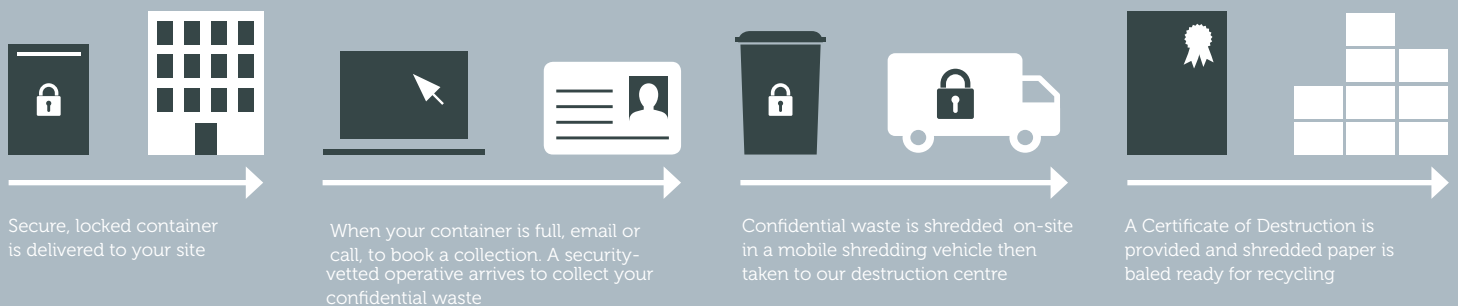 Secure, locked container
is delivered to your site
When your container is full, email or
call, to book a collection. A security-
vetted operative arrives to collect your
confidential waste
Confidential waste is shredded  on-site
in a mobile shredding vehicle then
taken to our destruction centre
A Certificate of Destruction is
provided and shredded paper is
baled ready for recycling